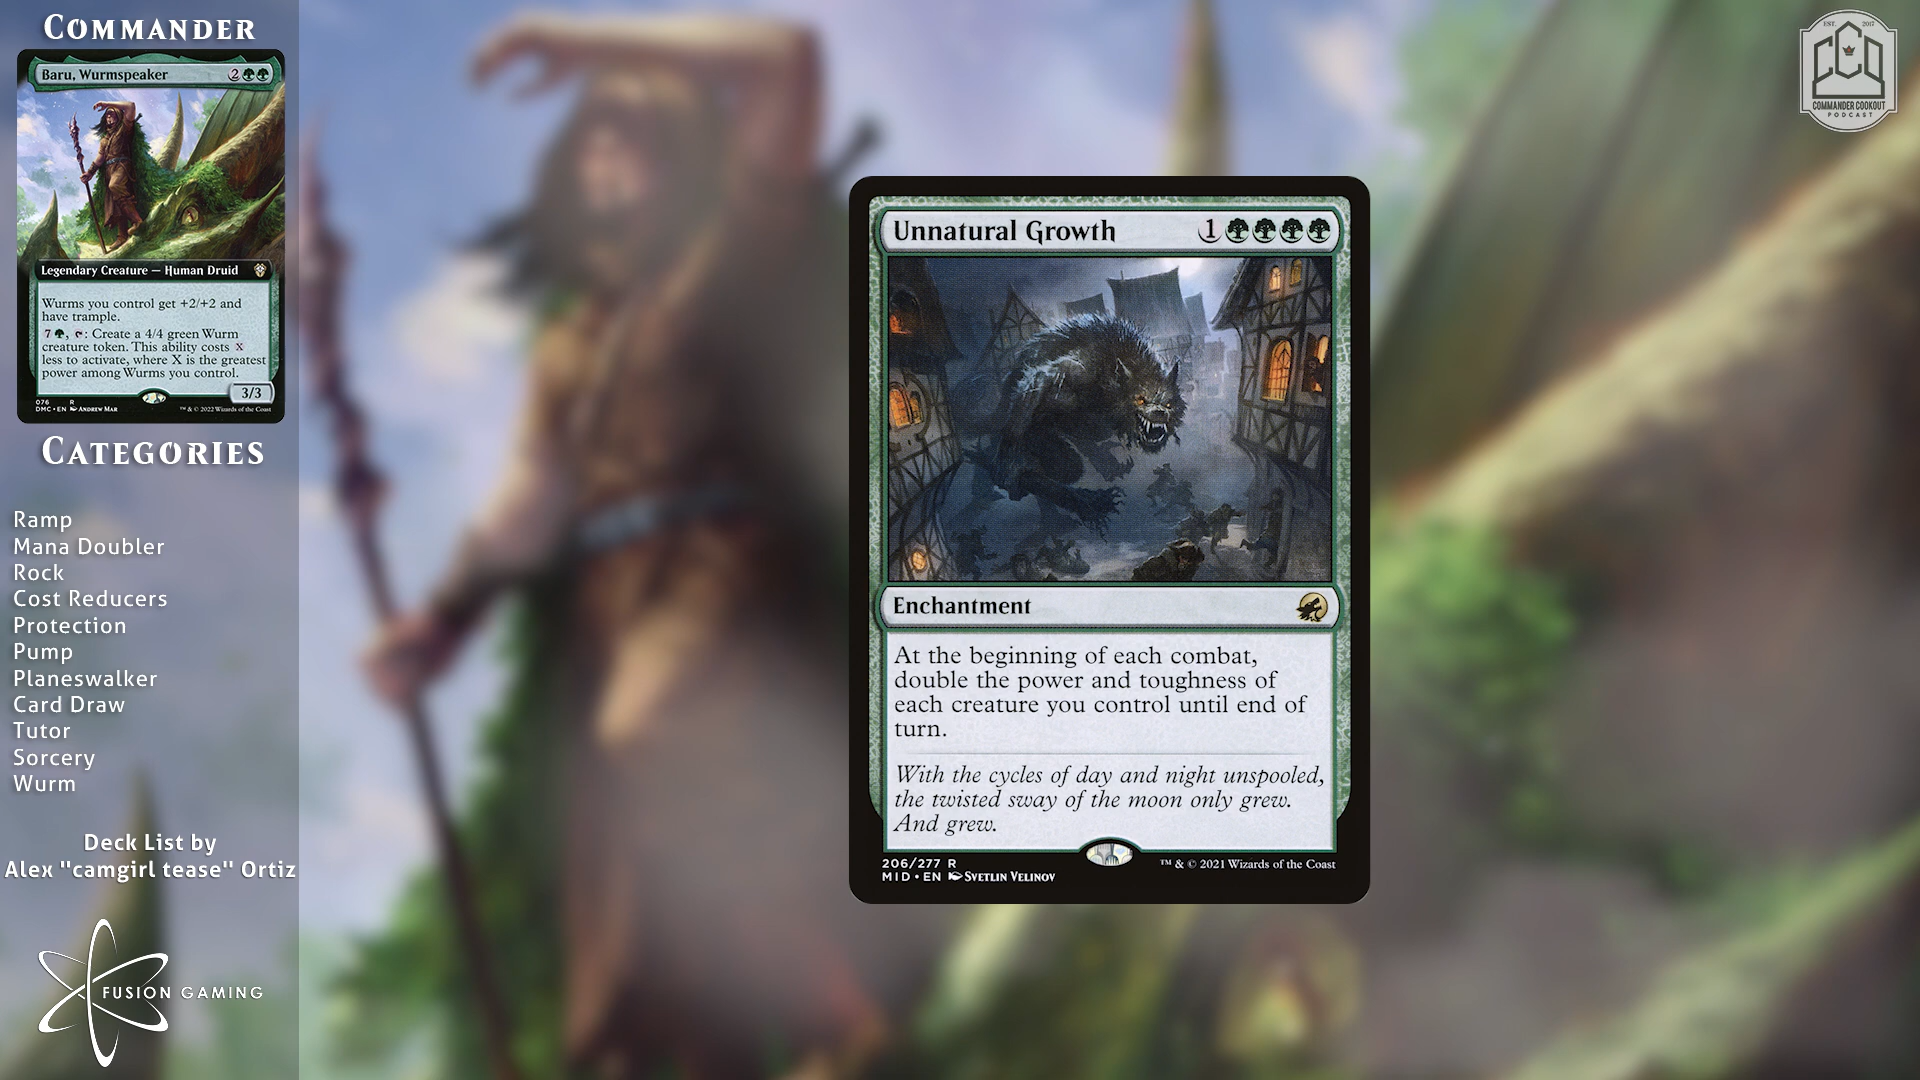 COMMANDER
Baru, Wurmspeaker 2
Legendary Creature — Human Druid
Wurms you control get +2/+2 and
have trample.
7 , : Create a 4/4 green Wurm
creature token. This ability costs X
less to activate, where X is the greatest
power among Wurms you control.
3/3
076 R
DMC • EN ANDREW MAR
™ & © 2022 Wizards of the Coast
CATEGORIES
Ramp
Mana Doubler
Rock
Cost Reducers
Protection
Pump
Planeswalker
Card Draw
Tutor
Sorcery
Wurm
Deck List by
Alex "camgirl tease" Ortiz
FUSION GAMING
Unnatural Growth 1
Enchantment
At the beginning of each combat,
double the power and toughness of
each creature you control until end of
turn.
With the cycles of day and night unspooled,
the twisted sway of the moon only grew.
And grew.
206/277 R
MID • EN SVETLIN VELINOV
™ & © 2021 Wizards of the Coast
EST. 2017
CCO
COMMANDER COOKOUT
PODCAST